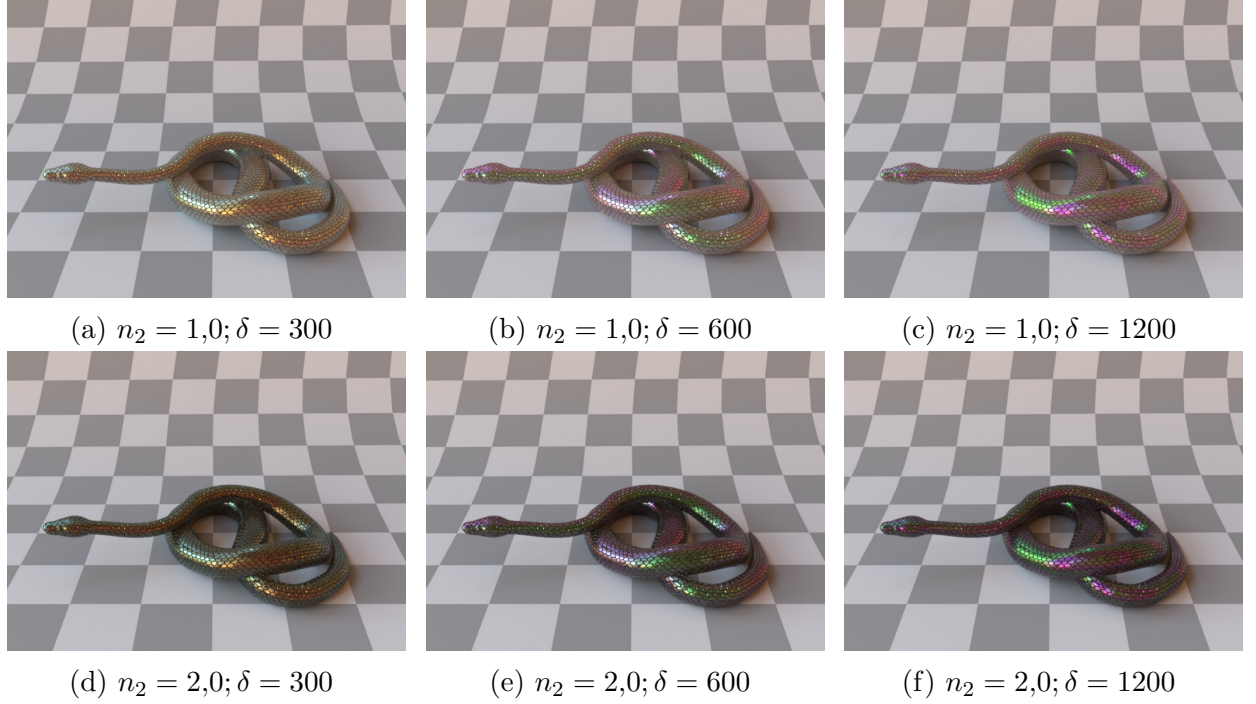 (a) n₂ = 1,0; δ = 300
(b) n₂ = 1,0; δ = 600
(c) n₂ = 1,0; δ = 1200
(d) n₂ = 2,0; δ = 300
(e) n₂ = 2,0; δ = 600
(f) n₂ = 2,0; δ = 1200